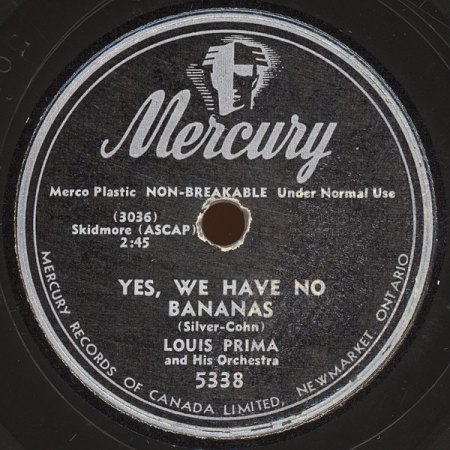 Mercury
Merco Plastic NON-BREAKABLE Under Normal Use
(3036)
Skidmore (ASCAP)
2:45
YES, WE HAVE NO
BANANAS
(Silver-Cohn)
LOUIS PRIMA
and His Orchestra
5338
MERCURY RECORDS OF CANADA LIMITED, NEWMARKET, ONTARIO